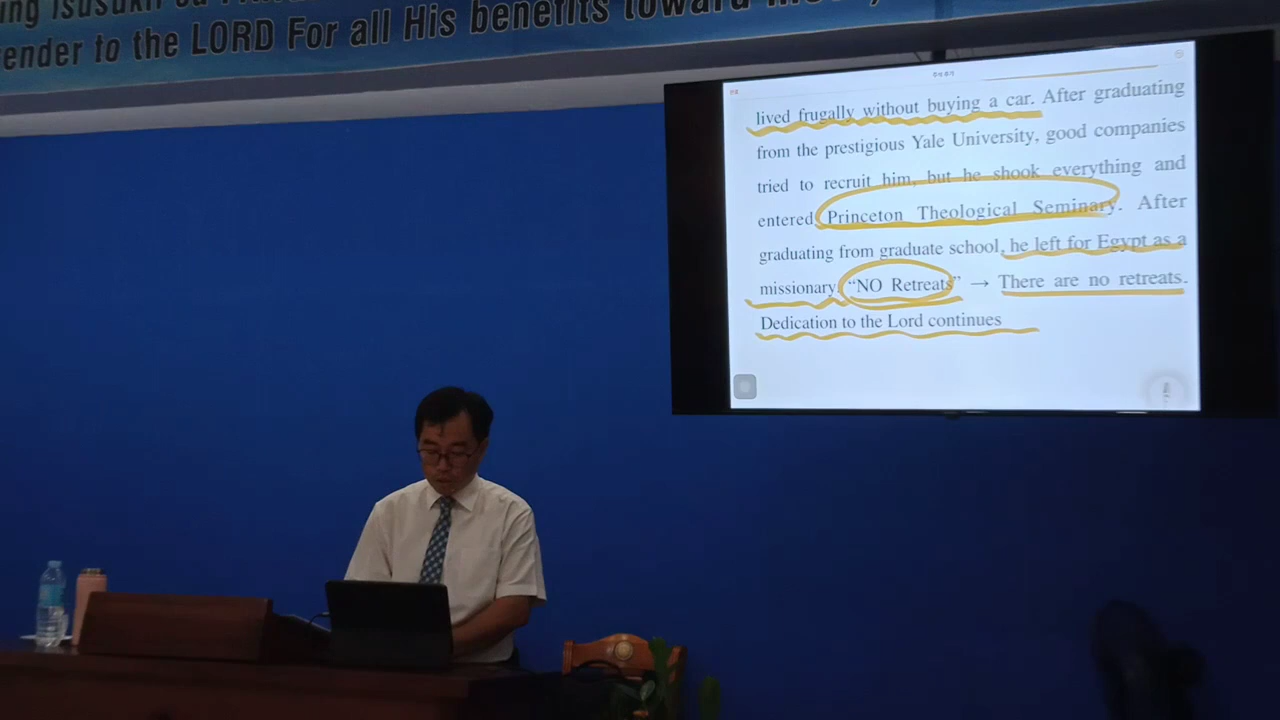 ender to the LORD For all His benefits toward
lived frugally without buying a car. After graduating
from the prestigious Yale University, good companies
tried to recruit him, but he shook everything and
entered Princeton Theological Seminary. After
graduating from graduate school, he left for Egypt as a
missionary. “NO Retreats” → There are no retreats.
Dedication to the Lord continues